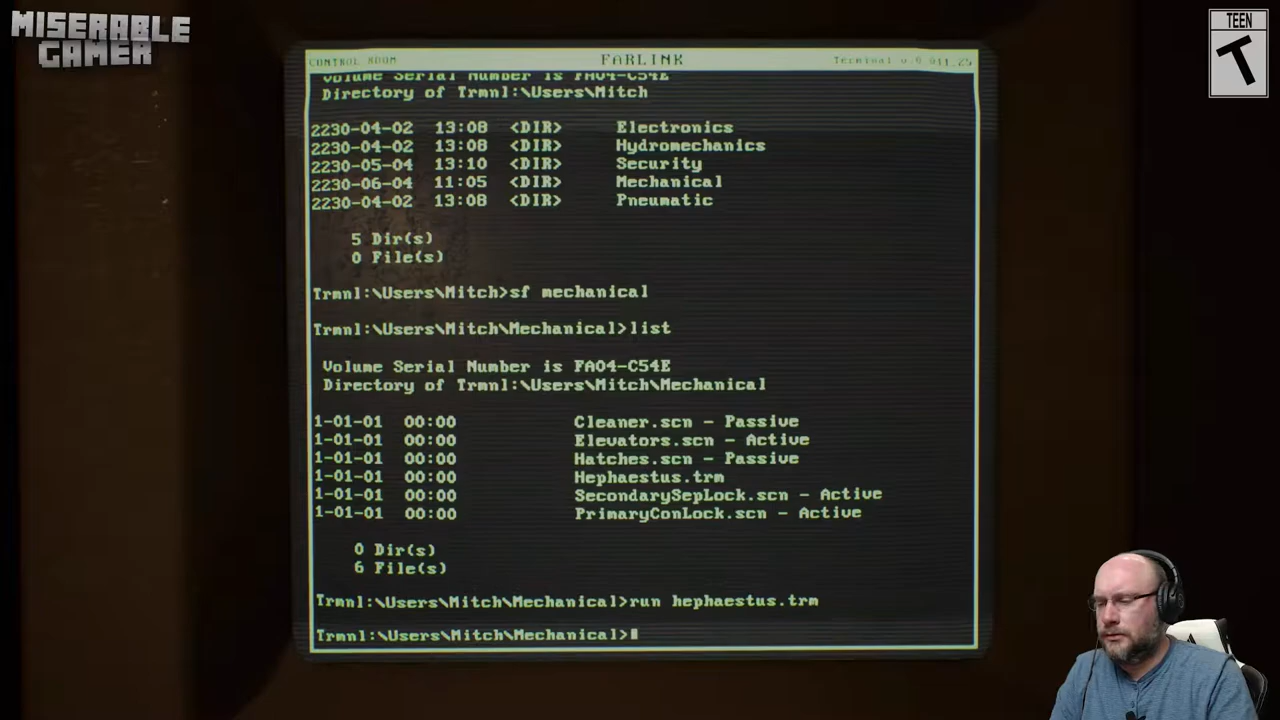 MISERABLE
GAMER
TEEN
T
CONTROL ROOM
FARLINK
Volume Serial Number is FA04-C54E
Directory of Trmnl:\Users\Mitch
2230-04-02 13:08 <DIR> Electronics
2230-04-02 13:08 <DIR> Hydromechanics
2230-05-04 13:10 <DIR> Security
2230-06-04 11:05 <DIR> Mechanical
2230-04-02 13:08 <DIR> Pneumatic
5 Dir(s)
0 File(s)
Trmnl:\Users\Mitch>sf mechanical
Trmnl:\Users\Mitch\Mechanical>list
Volume Serial Number is FA04-C54E
Directory of Trmnl:\Users\Mitch\Mechanical
1-01-01 00:00 Cleaner.scn - Passive
1-01-01 00:00 Elevators.scn - Active
1-01-01 00:00 Hatches.scn - Passive
1-01-01 00:00 Hephaestus.trm
1-01-01 00:00 SecondarySepLock.scn - Active
1-01-01 00:00 PrimaryConLock.scn - Active
0 Dir(s)
6 File(s)
Trmnl:\Users\Mitch\Mechanical>run hephaestus.trm
Trmnl:\Users\Mitch\Mechanical>